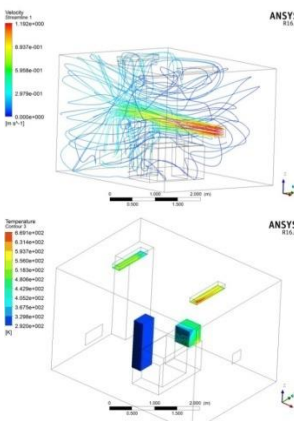 Velocity
Streamline 1
ANSYS
R16
1.192e+000
8.937e-001
5.958e-001
2.979e-001
0.000e+000
[m s^-1]
0 1.000 2.000 (m)
0.500 1.500
Temperature
Contour 3
ANSYS
R16
6.691e+002
6.314e+002
5.937e+002
5.560e+002
5.183e+002
4.806e+002
4.429e+002
4.052e+002
3.675e+002
3.298e+002
2.920e+002
[K]
0 1.000 2.000 (m)
0.500 1.500